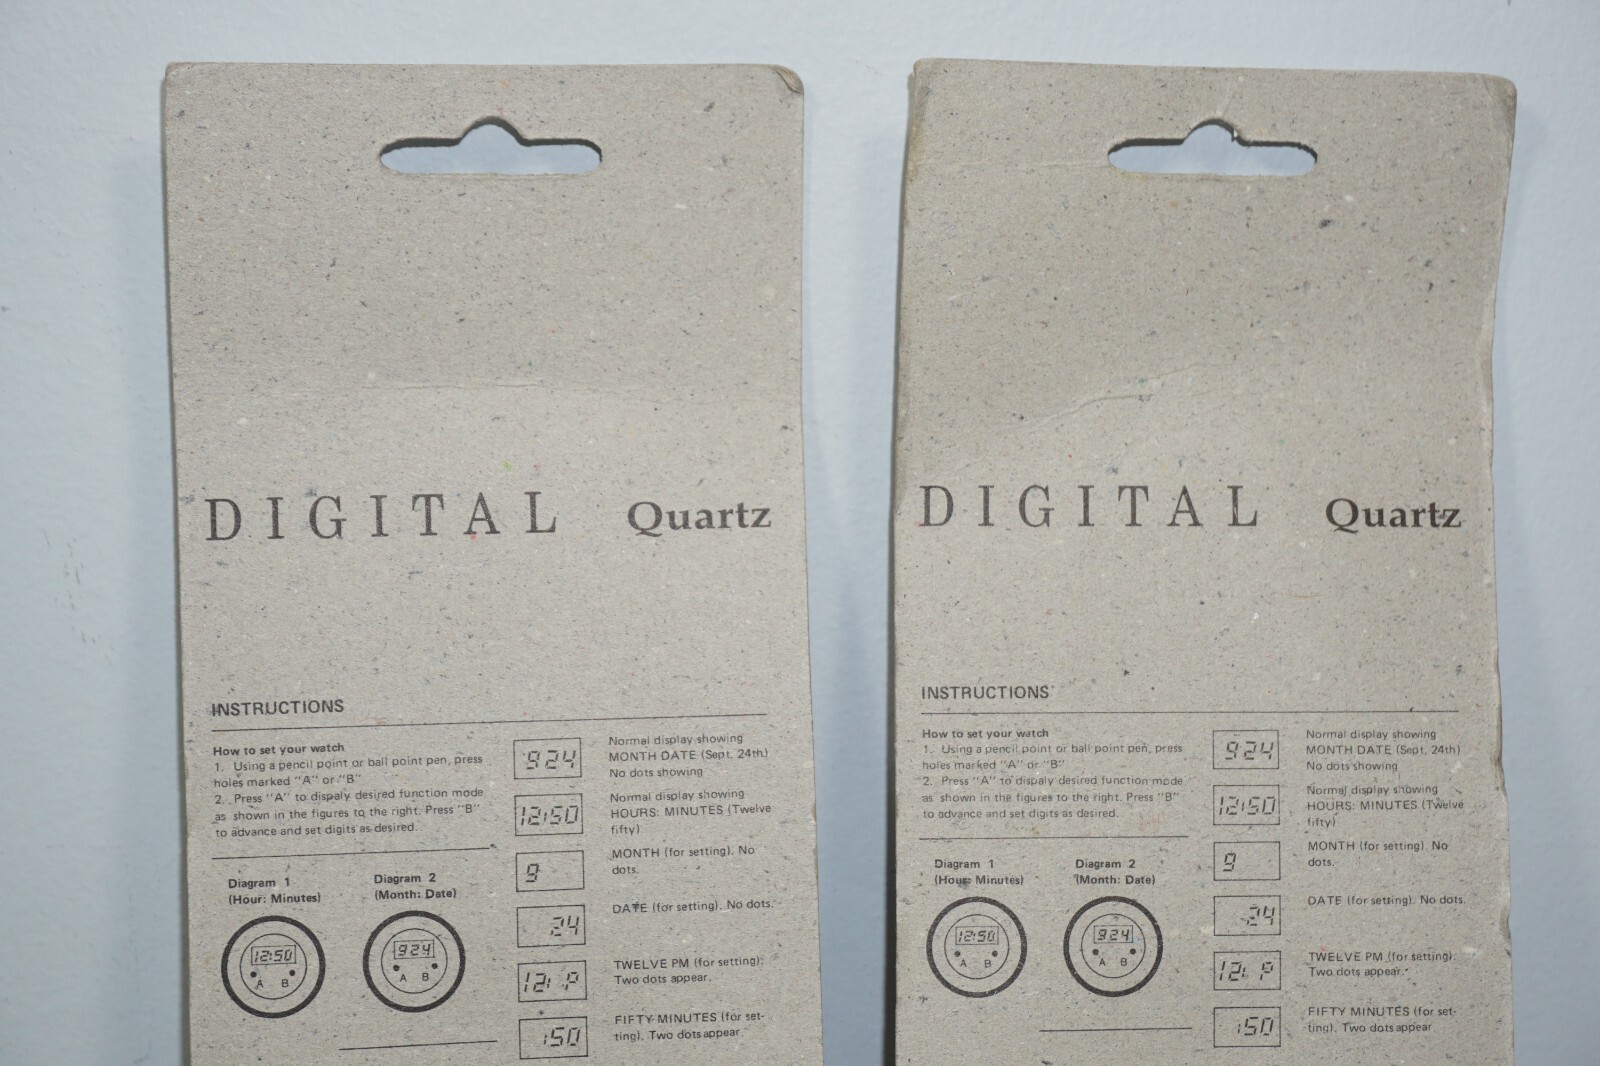 DIGITAL Quartz
INSTRUCTIONS
How to set your watch
1. Using a pencil point or ball point pen, press
holes marked "A" or "B"
2. Press "A" to dispaly desired function mode
as shown in the figures to the right. Press "B"
to advance and set digits as desired.
Diagram 1
(Hour: Minutes)
12:50
A B
Diagram 2
(Month: Date)
924
A B
924
Normal display showing
MONTH DATE (Sept. 24th)
No dots showing
12:50
Normal display showing
HOURS: MINUTES (Twelve
fifty)
9
MONTH (for setting). No
dots.
24
DATE (for setting). No dots.
12: P
TWELVE PM (for setting):
Two dots appear.
:50
FIFTY MINUTES (for set-
ting). Two dots appear
DIGITAL Quartz
INSTRUCTIONS
How to set your watch
1. Using a pencil point or ball point pen, press
holes marked "A" or "B"
2. Press "A" to dispaly desired function mode
as shown in the figures to the right. Press "B"
to advance and set digits as desired.
Diagram 1
(Hour: Minutes)
12:50
A B
Diagram 2
(Month: Date)
924
A B
924
Normal display showing
MONTH DATE (Sept. 24th)
No dots showing
12:50
Normal display showing
HOURS: MINUTES (Twelve
fifty)
9
MONTH (for setting). No
dots.
24
DATE (for setting). No dots.
12: P
TWELVE PM (for setting):
Two dots appear.
:50
FIFTY MINUTES (for set-
ting). Two dots appear